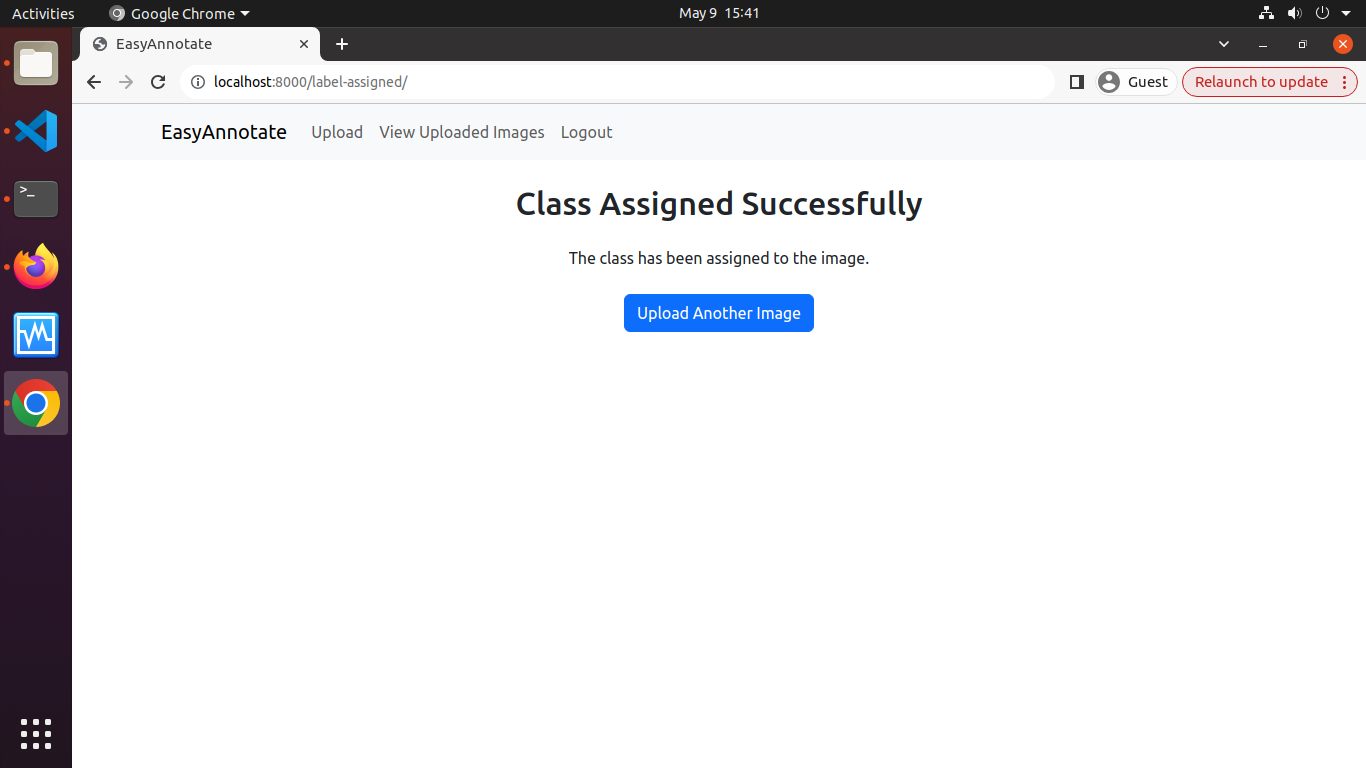 Activities Google Chrome May 9 15:41
EasyAnnotate
localhost:8000/label-assigned/ Guest Relaunch to update
EasyAnnotate Upload View Uploaded Images Logout
Class Assigned Successfully
The class has been assigned to the image.
Upload Another Image